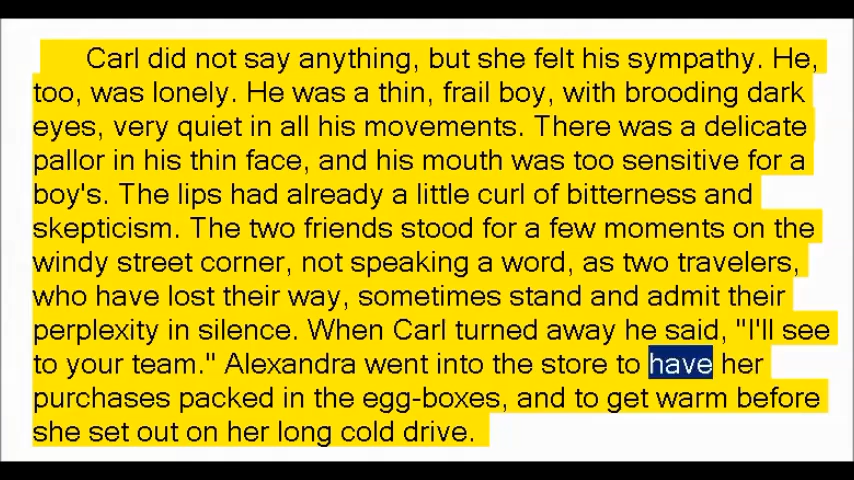 Carl did not say anything, but she felt his sympathy. He,
too, was lonely. He was a thin, frail boy, with brooding dark
eyes, very quiet in all his movements. There was a delicate
pallor in his thin face, and his mouth was too sensitive for a
boy's. The lips had already a little curl of bitterness and
skepticism. The two friends stood for a few moments on the
windy street corner, not speaking a word, as two travelers,
who have lost their way, sometimes stand and admit their
perplexity in silence. When Carl turned away he said, "I'll see
to your team." Alexandra went into the store to have her
purchases packed in the egg-boxes, and to get warm before
she set out on her long cold drive.